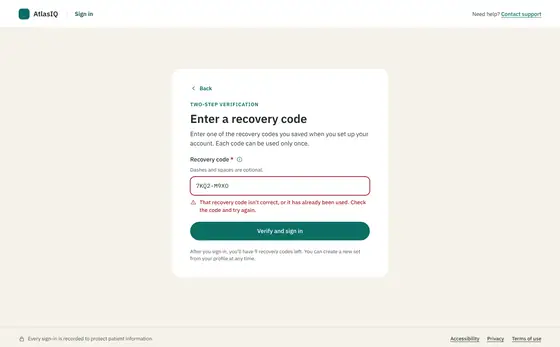 AtlasIQ
Sign in
Need help? Contact support
Back
TWO-STEP VERIFICATION
Enter a recovery code
Enter one of the recovery codes you saved when you set up your
account. Each code can be used only once.
Recovery code *
Dashes and spaces are optional.
7KQ2-M9XO
That recovery code isn't correct, or it has already been used. Check
the code and try again.
Verify and sign in
After you sign in, you'll have 9 recovery codes left. You can create a new set
from your profile at any time.
Every sign-in is recorded to protect patient information.
Accessibility
Privacy
Terms of use